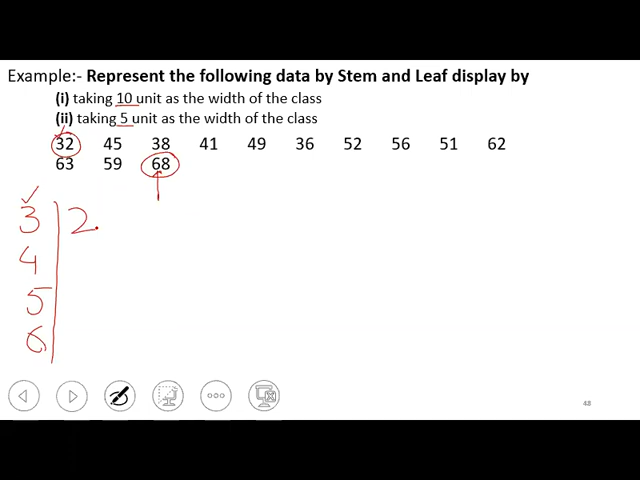 Example:- Represent the following data by Stem and Leaf display by
(i) taking 10 unit as the width of the class
(ii) taking 5 unit as the width of the class
32 45 38 41 49 36 52 56 51 62
63 59 68
3 2
4
5
6
48